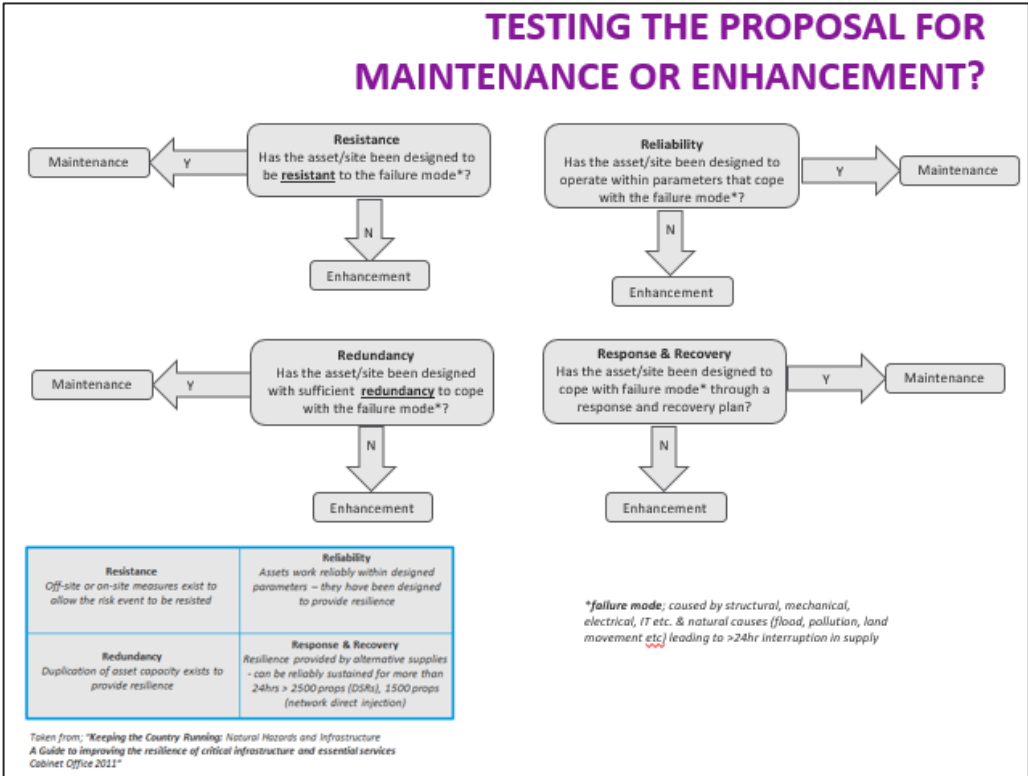 TESTING THE PROPOSAL FOR
MAINTENANCE OR ENHANCEMENT?
Maintenance
Y
Resistance
Has the asset/site been designed to
be resistant to the failure mode*?
N
Enhancement
Reliability
Has the asset/site been designed to
operate within parameters that cope
with the failure mode*?
Y
Maintenance
N
Enhancement
Maintenance
Y
Redundancy
Has the asset/site been designed
with sufficient redundancy to cope
with the failure mode*?
N
Enhancement
Response & Recovery
Has the asset/site been designed to
cope with failure mode* through a
response and recovery plan?
Y
Maintenance
N
Enhancement
Resistance
Off-site or on-site measures exist to
allow the risk event to be resisted
Reliability
Assets work reliably within designed
parameters – they have been designed
to provide resilience
Redundancy
Duplication of asset capacity exists to
provide resilience
Response & Recovery
Resilience provided by alternative supplies
- can be reliably sustained for more than
24hrs > 2500 props (DSRs), 1500 props
(network direct injection)
*failure mode; caused by structural, mechanical,
electrical, IT etc. & natural causes (flood, pollution, land
movement etc) leading to >24hr interruption in supply
Taken from; "Keeping the Country Running: Natural Hazards and Infrastructure
A Guide to improving the resilience of critical infrastructure and essential services
Cabinet Office 2011"